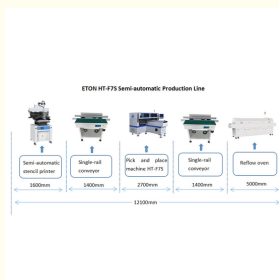 ETON HT-F7S Semi-automatic Production Line
Semi-automatic
stencil printer
Single-rail
conveyor
Pick and place
machine HT-F7S
Single-rail
conveyor
Reflow oven
1600mm
1400mm
2700mm
1400mm
5000mm
12100mm